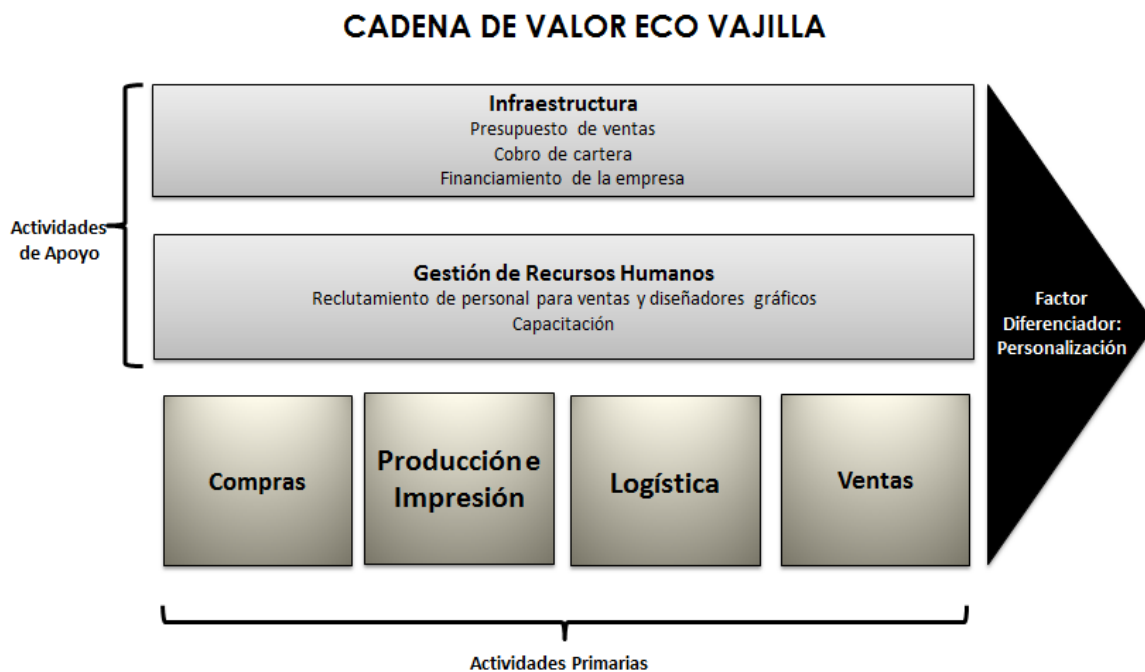 CADENA DE VALOR ECO VAJILLA
Infraestructura
Presupuesto de ventas
Cobro de cartera
Financiamiento de la empresa
Actividades
de Apoyo
Gestión de Recursos Humanos
Reclutamiento de personal para ventas y diseñadores gráficos
Capacitación
Factor
Diferenciador:
Personalización
Compras
Producción e
Impresión
Logística
Ventas
Actividades Primarias